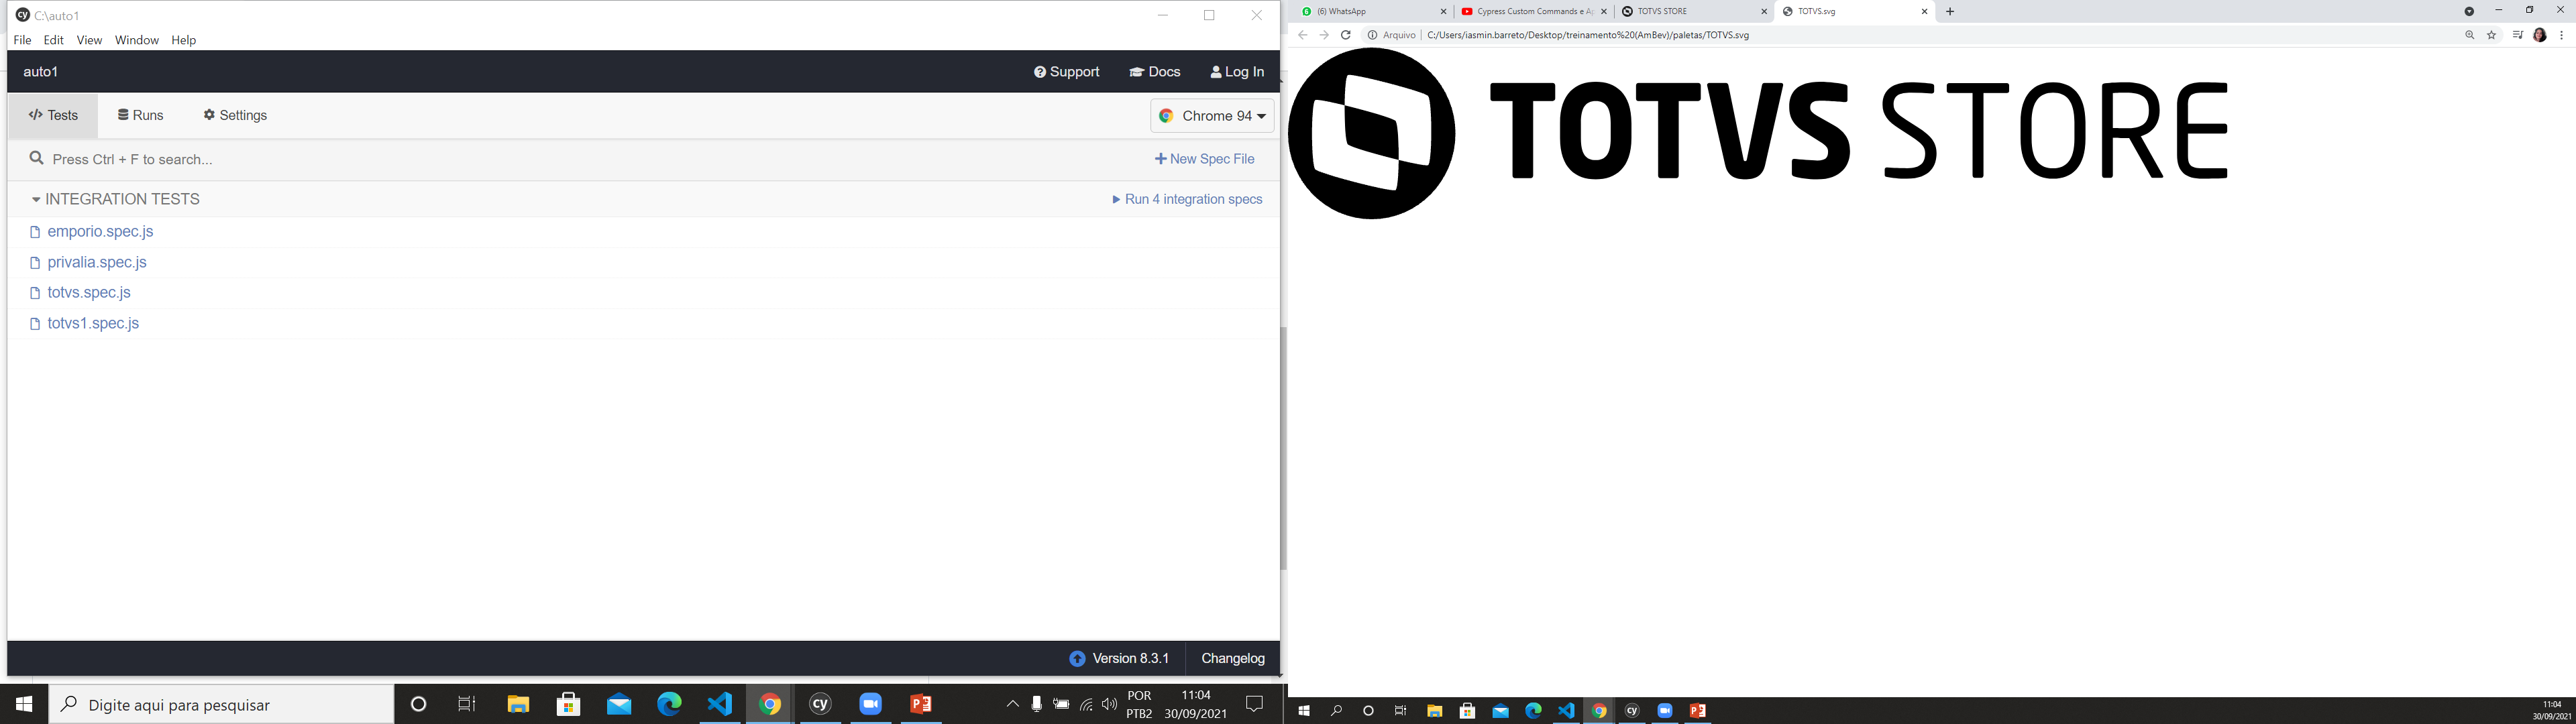 C:\auto1
File Edit View Window Help
auto1
Support Docs Log In
Tests Runs Settings
Chrome 94
Press Ctrl + F to search...
New Spec File
INTEGRATION TESTS
Run 4 integration specs
emporio.spec.js
privalia.spec.js
totvs.spec.js
totvs1.spec.js
Version 8.3.1 Changelog
Digite aqui para pesquisar
POR
PTB2
11:04
30/09/2021
(6) WhatsApp
Cypress Custom Commands e
TOTVS STORE
TOTVS.svg
Arquivo C:/Users/iasmin.barreto/Desktop/treinamento%20(AmBev)/paletas/TOTVS.svg
TOTVS STORE
11:04
30/09/2021